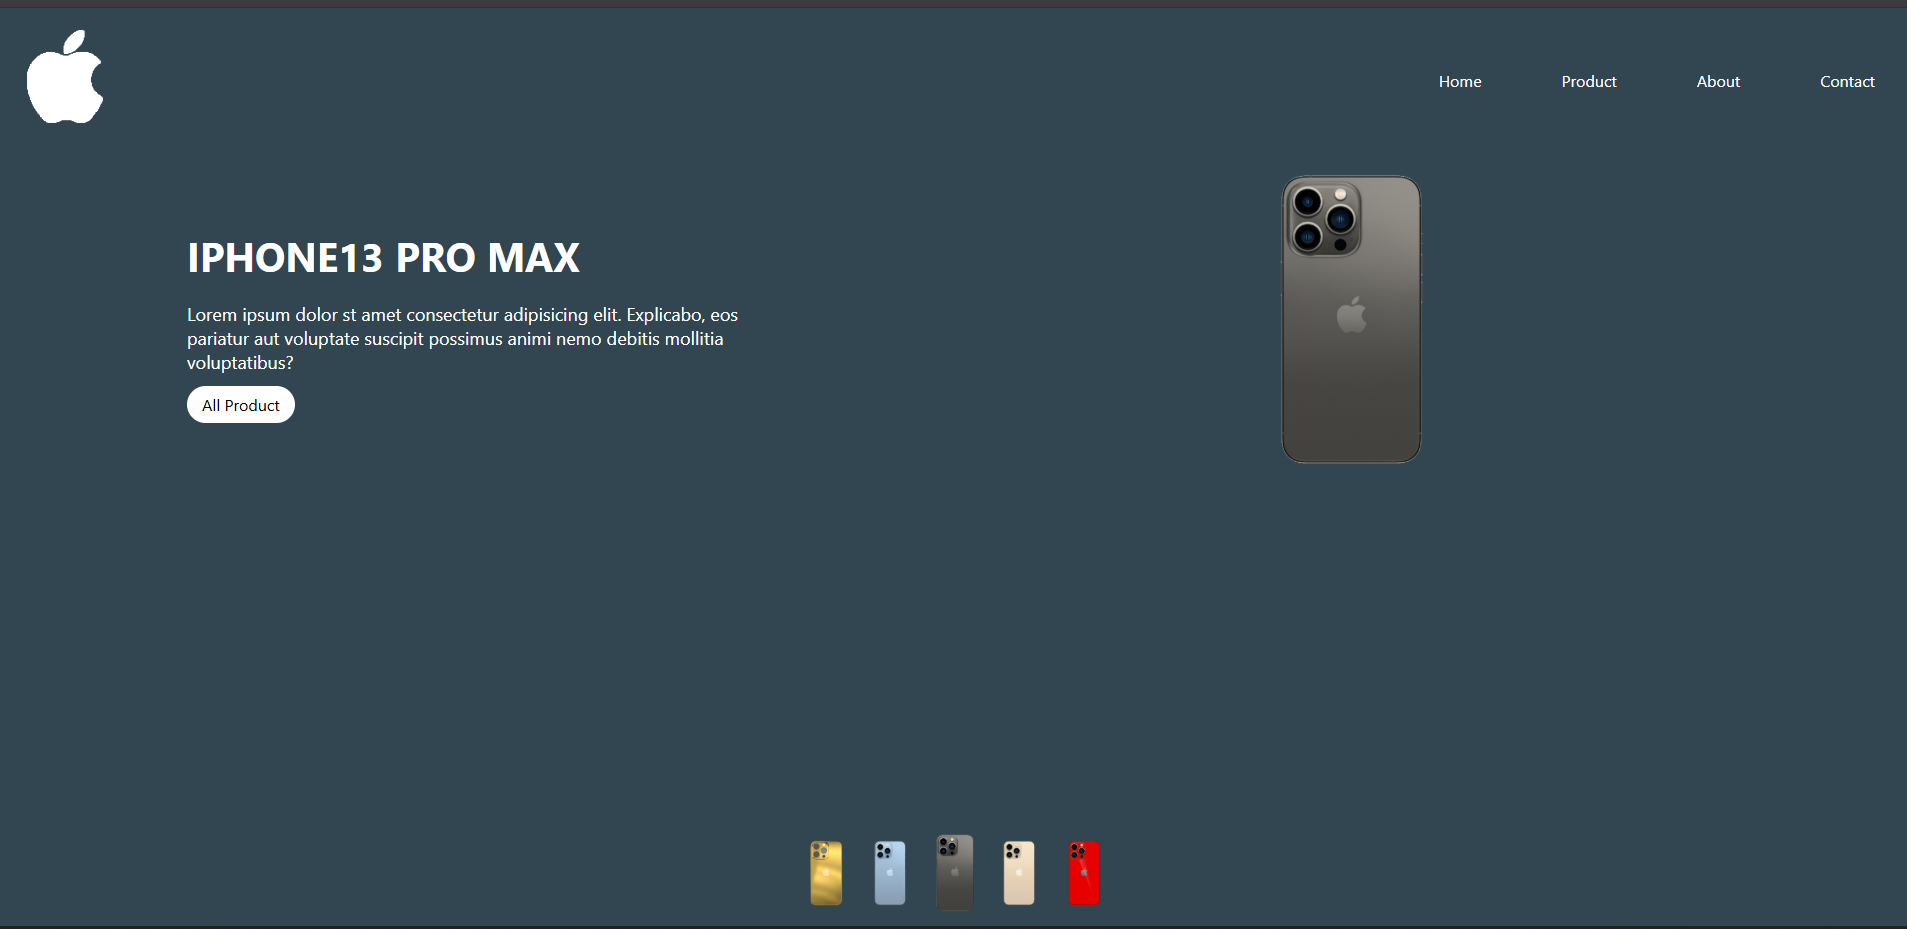 Home
Product
About
Contact
IPHONE13 PRO MAX
Lorem ipsum dolor st amet consectetur adipisicing elit. Explicabo, eos
pariatur aut voluptate suscipit possimus animi nemo debitis mollitia
voluptatibus?
All Product